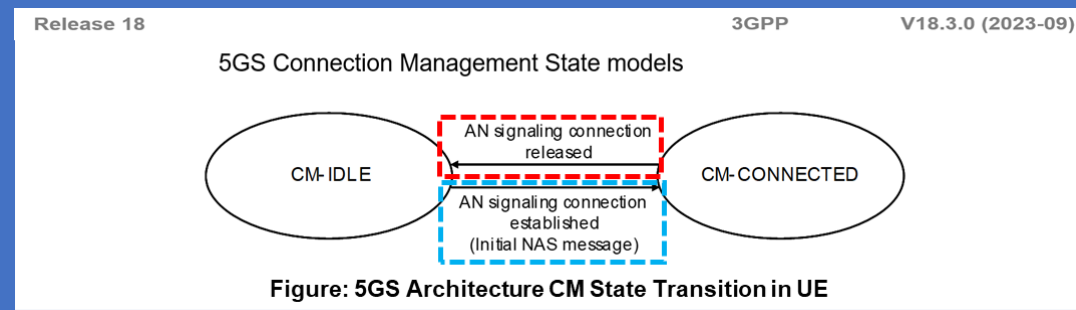 Release 18 3GPP V18.3.0 (2023-09)
5GS Connection Management State models
AN signaling connection
released
CM-IDLE
CM-CONNECTED
AN signaling connection
established
(Initial NAS message)
Figure: 5GS Architecture CM State Transition in UE